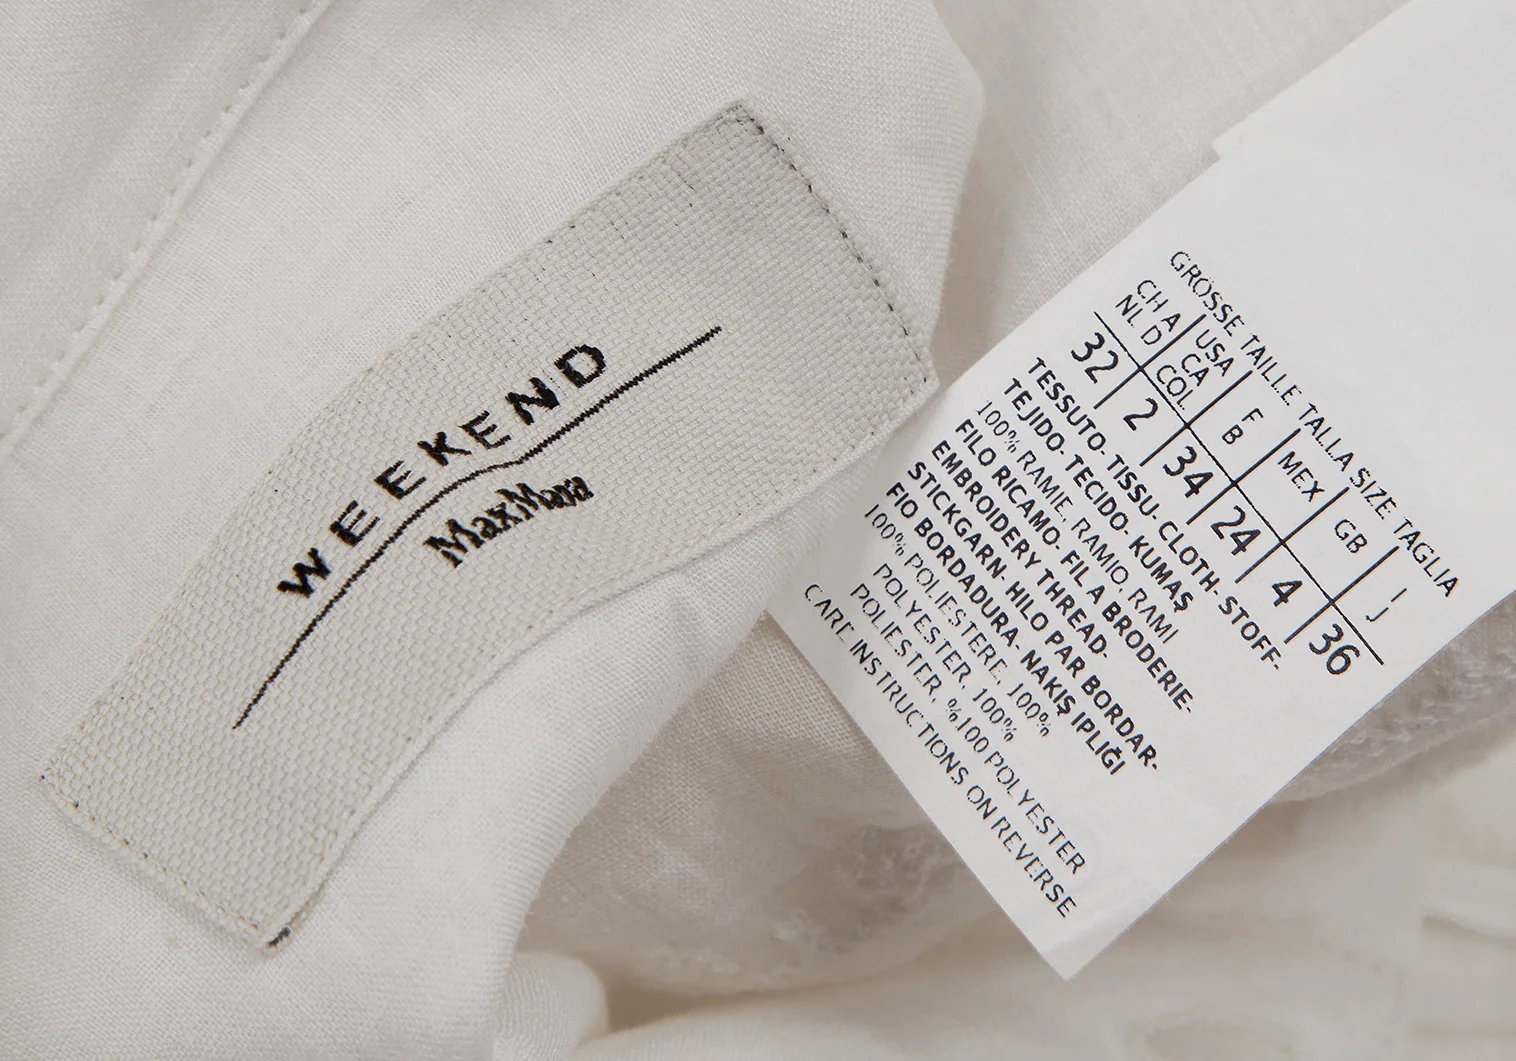 WEEKEND
MaxMara
GRÖSSE TAILLE TALLA SIZE TAGLIA
CH A USA F MEX GB I
NL D CA B J
COL.
32 2 34 24 4 36
TESSUTO- TISSU- CLOTH- STOFF-
TEJIDO- TECIDO- KUMAŞ
100% RAMIE, RAMIO, RAMI
FILO RICAMO- FIL A BRODERIE-
EMBROIDERY THREAD-
STICKGARN- HILO PAR BORDAR-
FIO BORDADURA- NAKIŞ IPLIĞI
100% POLIESTERE, 100%
POLYESTER, 100%
POLIESTER, %100 POLYESTER
CARE INSTRUCTIONS ON REVERSE